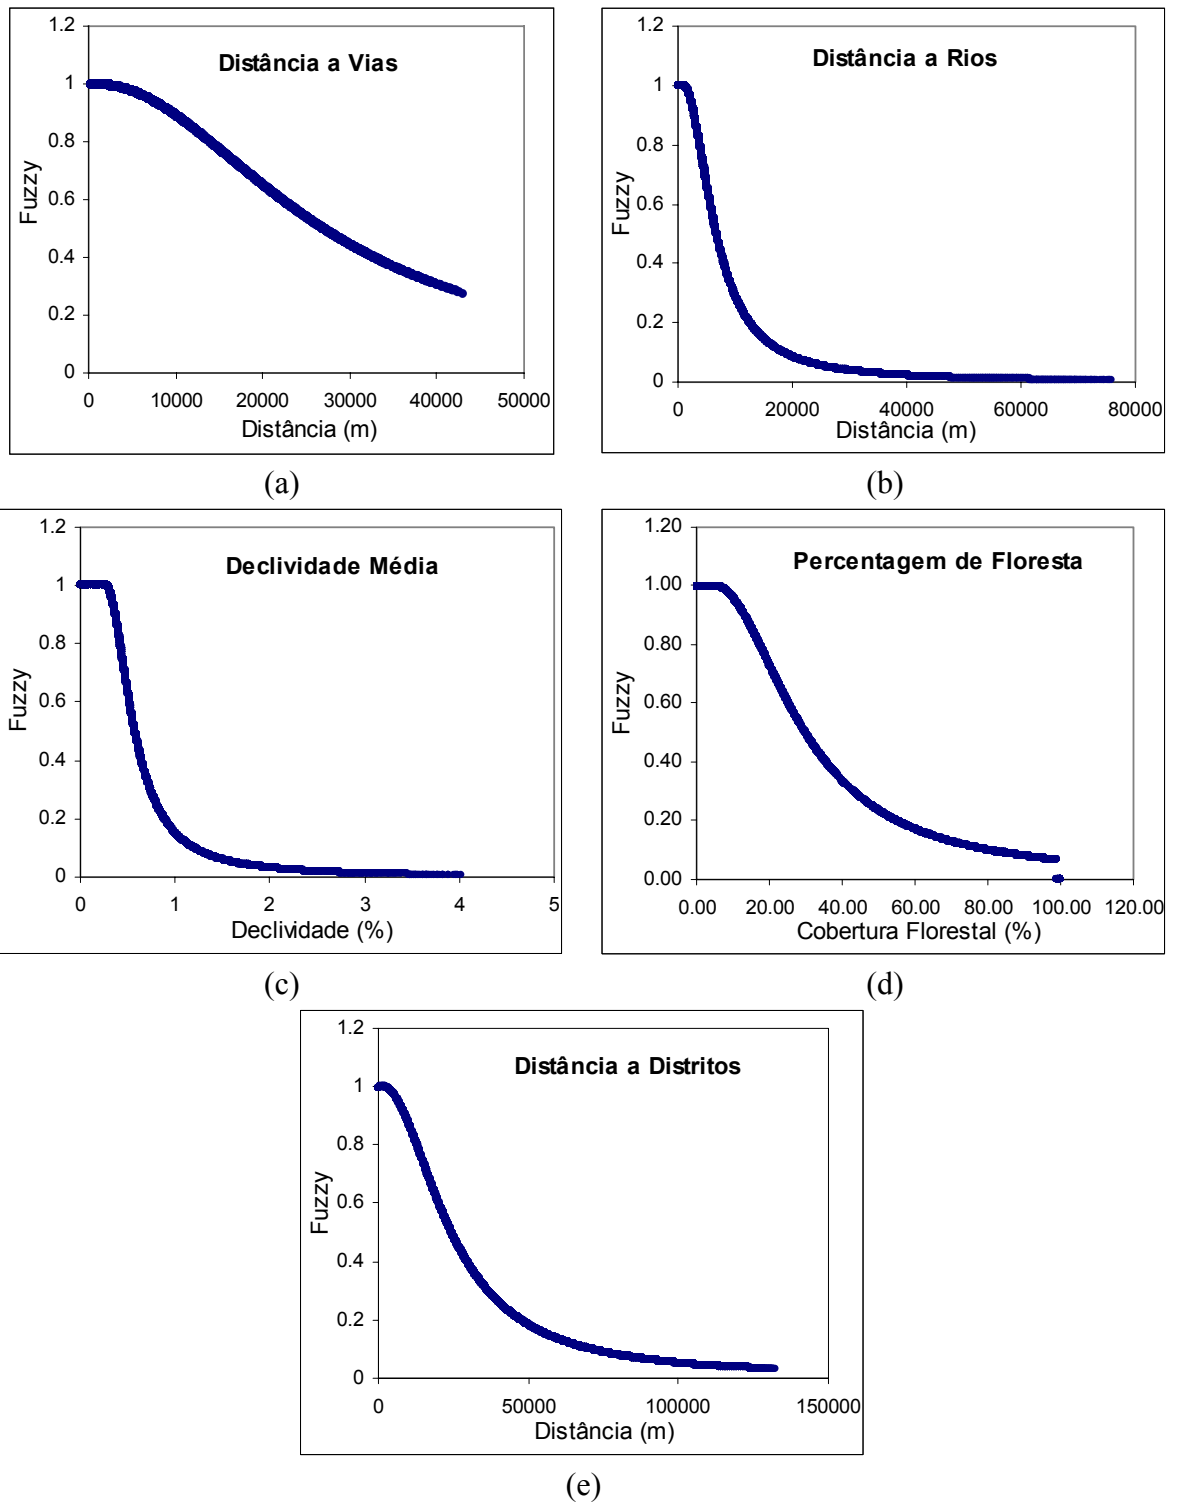 Distância a Vias
1.2
1
0.8
0.6
0.4
0.2
0
Fuzzy
0 10000 20000 30000 40000 50000
Distância (m)
(a)
Distância a Rios
1.2
1
0.8
0.6
0.4
0.2
0
Fuzzy
0 20000 40000 60000 80000
Distância (m)
(b)
Declividade Média
1.2
1
0.8
0.6
0.4
0.2
0
Fuzzy
0 1 2 3 4 5
Declividade (%)
(c)
Percentagem de Floresta
1.20
1.00
0.80
0.60
0.40
0.20
0.00
Fuzzy
0.00 20.00 40.00 60.00 80.00 100.00 120.00
Cobertura Florestal (%)
(d)
Distância a Distritos
1.2
1
0.8
0.6
0.4
0.2
0
Fuzzy
0 50000 100000 150000
Distância (m)
(e)